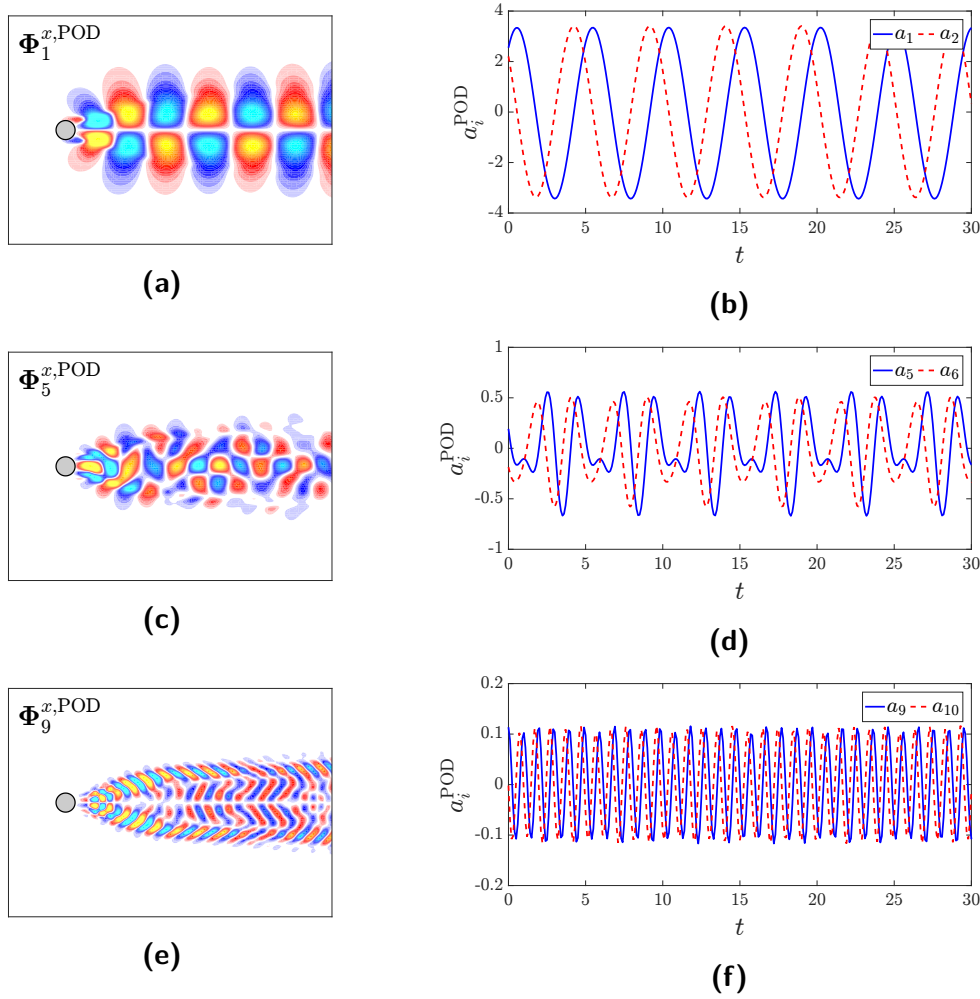 Φ₁^{x,POD}
(a)
4
2
0
-2
-4
a_i^{POD}
a₁ a₂
0 5 10 15 20 25 30
t
(b)
Φ₅^{x,POD}
(c)
1
0.5
0
-0.5
-1
a_i^{POD}
a₅ a₆
0 5 10 15 20 25 30
t
(d)
Φ₉^{x,POD}
(e)
0.2
0.1
0
-0.1
-0.2
a_i^{POD}
a₉ a₁₀
0 5 10 15 20 25 30
t
(f)